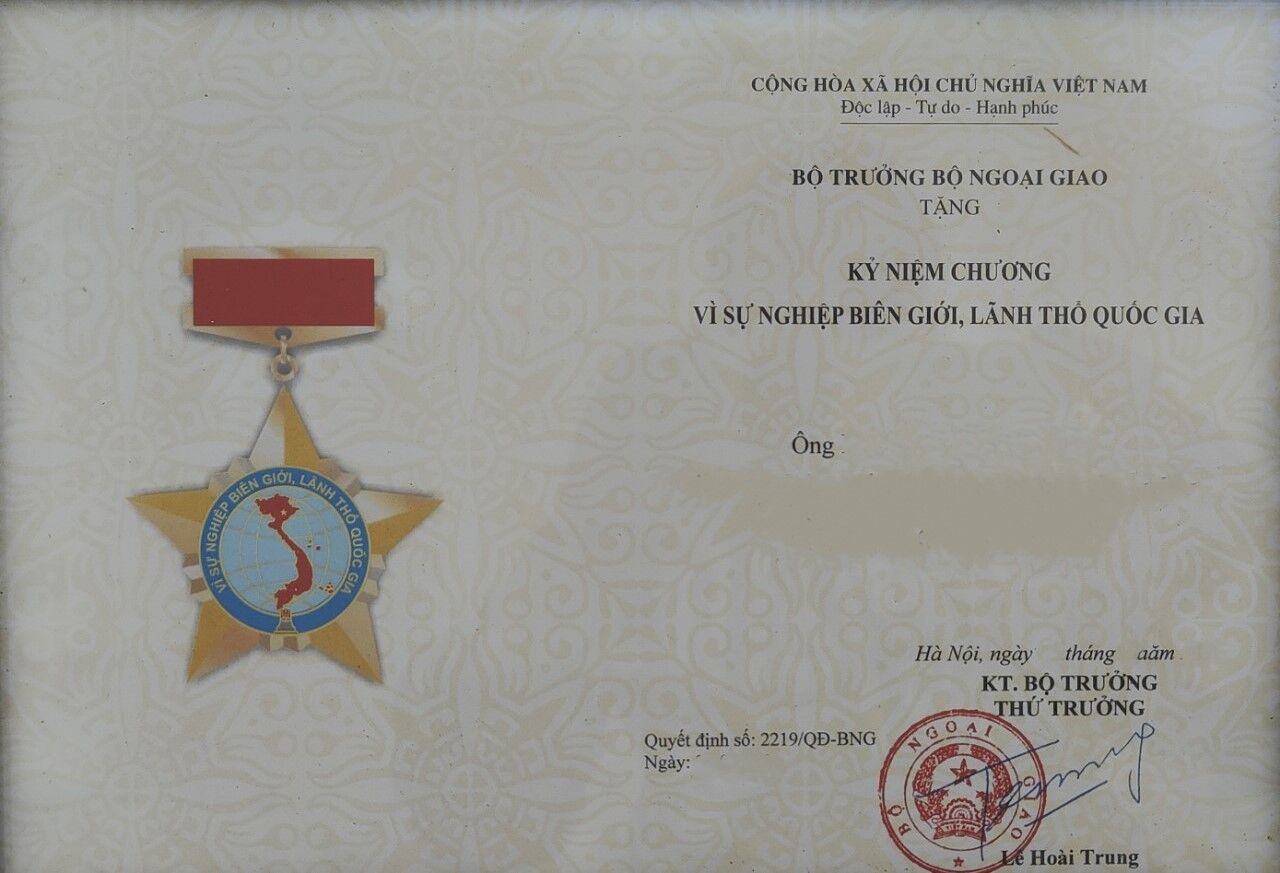 CỘNG HÒA XÃ HỘI CHỦ NGHĨA VIỆT NAM
Độc lập - Tự do - Hạnh phúc
BỘ TRƯỞNG BỘ NGOẠI GIAO
TẶNG
KỶ NIỆM CHƯƠNG
VÌ SỰ NGHIỆP BIÊN GIỚI, LÃNH THỔ QUỐC GIA
VÌ SỰ NGHIỆP BIÊN GIỚI, LÃNH THỔ QUỐC GIA
Ông
Hà Nội, ngày tháng aăm
KT. BỘ TRƯỞNG
THỨ TRƯỞNG
Quyết định số: 2219/QĐ-BNG
Ngày:
BỘ NGOẠI GIAO
Lê Hoài Trung